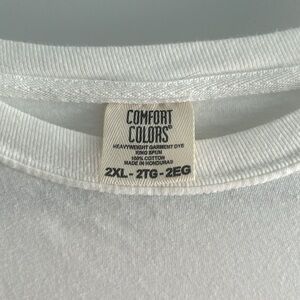 COMFORT
COLORS®
HEAVYWEIGHT GARMENT DYE
RING SPUN
100% COTTON
MADE IN HONDURAS
2XL - 2TG - 2EG